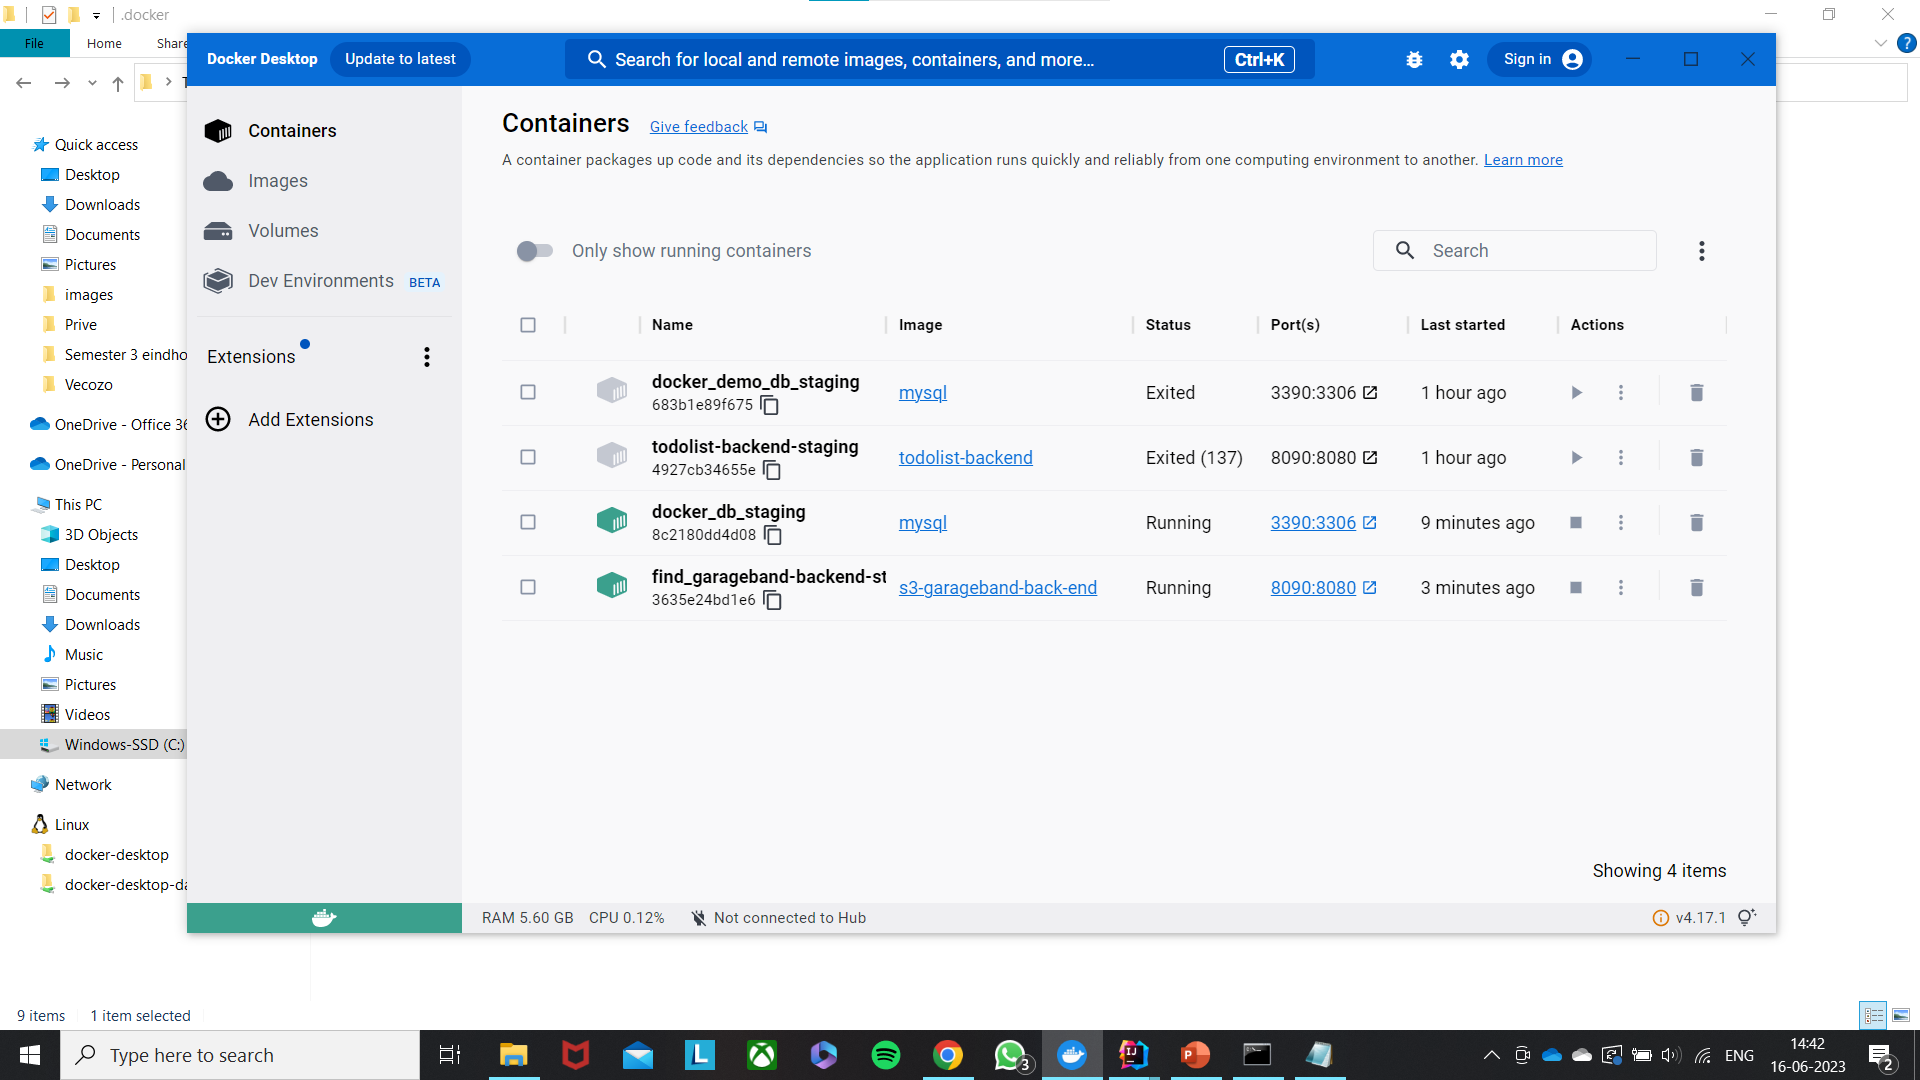 .docker
File
Home
Share
Quick access
Desktop
Downloads
Documents
Pictures
images
Prive
Semester 3 eindho
Vecozo
OneDrive - Office 36
OneDrive - Personal
This PC
3D Objects
Desktop
Documents
Downloads
Music
Pictures
Videos
Windows-SSD (C:)
Network
Linux
docker-desktop
docker-desktop-da
9 items
1 item selected
Docker Desktop
Update to latest
Search for local and remote images, containers, and more...
Ctrl+K
Sign in
Containers
Images
Volumes
Dev Environments BETA
Extensions
Add Extensions
Containers
Give feedback
A container packages up code and its dependencies so the application runs quickly and reliably from one computing environment to another. Learn more
Only show running containers
Search
Name Image Status Port(s) Last started Actions
docker_demo_db_staging
683b1e89f675
mysql Exited 3390:3306 1 hour ago
todolist-backend-staging
4927cb34655e
todolist-backend Exited (137) 8090:8080 1 hour ago
docker_db_staging
8c2180dd4d08
mysql Running 3390:3306 9 minutes ago
find_garageband-backend-st
3635e24bd1e6
s3-garageband-back-end Running 8090:8080 3 minutes ago
Showing 4 items
RAM 5.60 GB CPU 0.12% Not connected to Hub
v4.17.1
Type here to search
3
ENG
14:42
16-06-2023
2